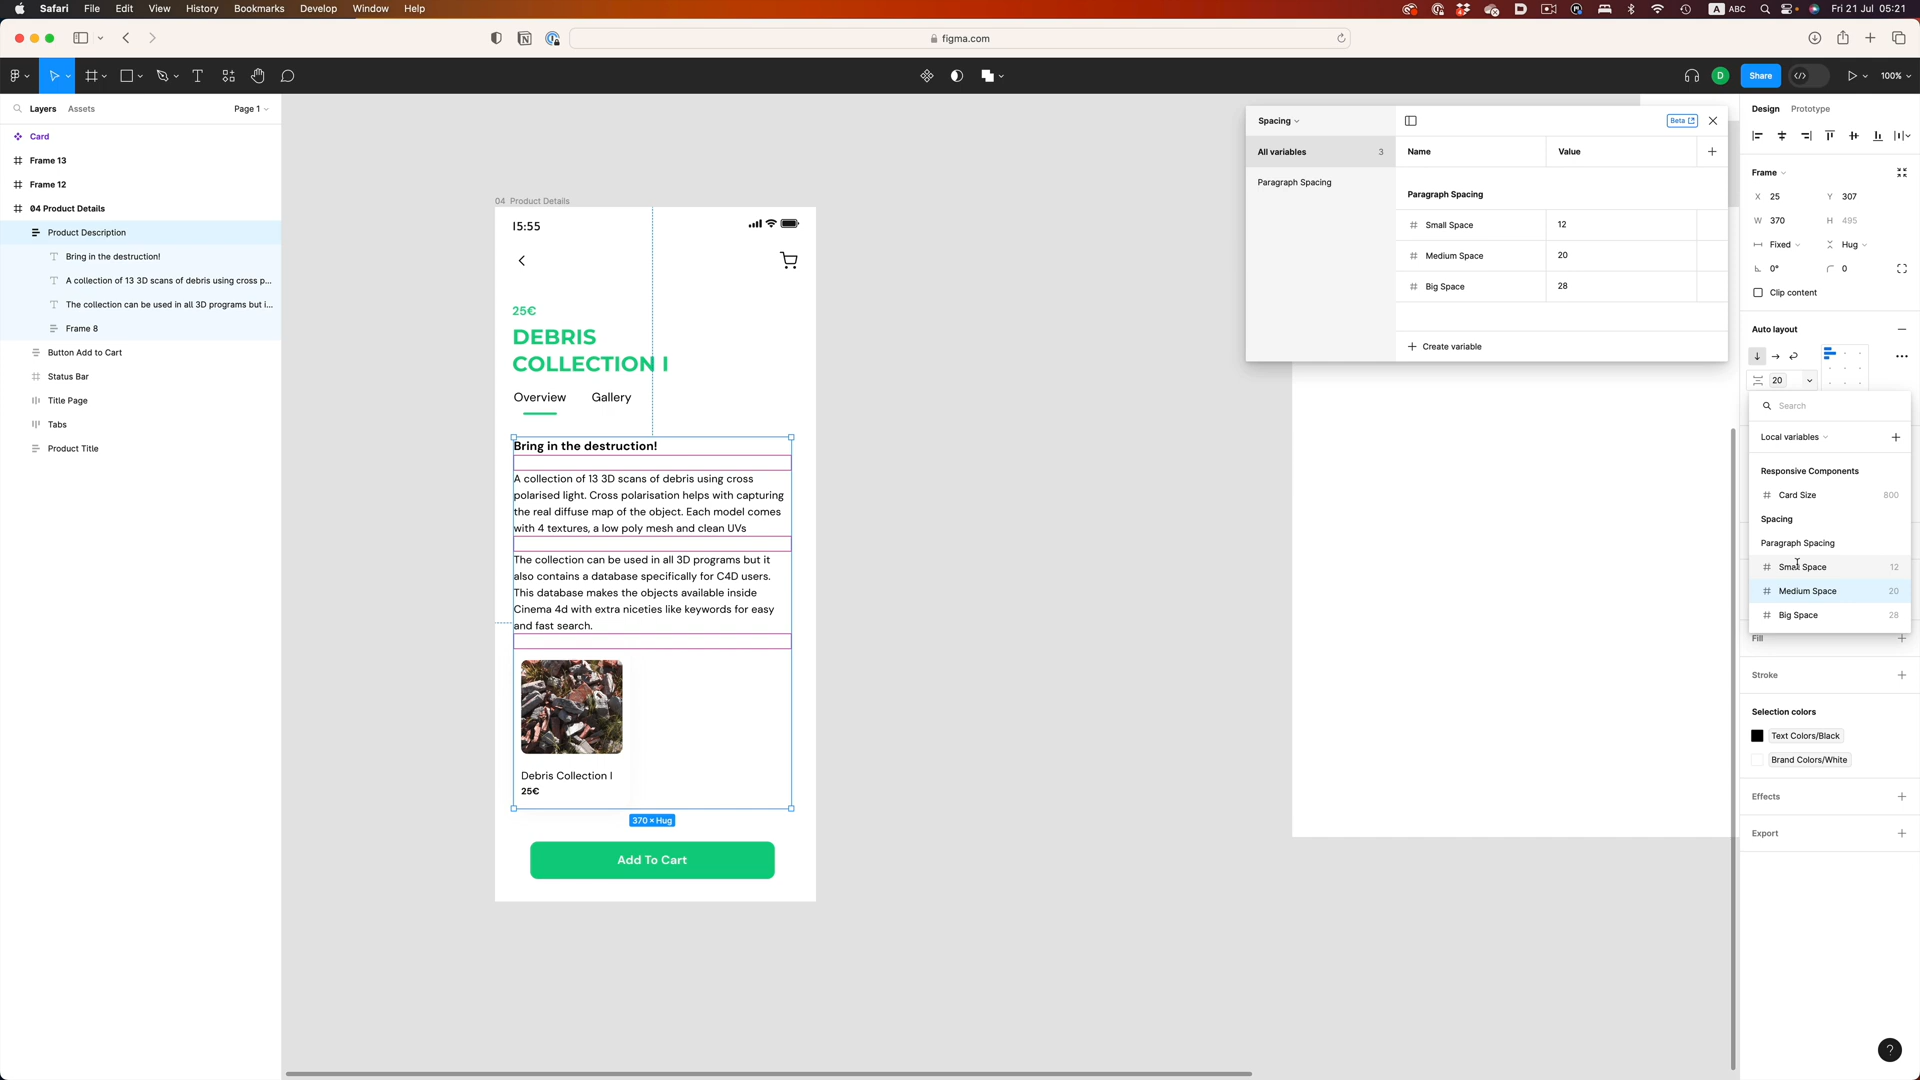 Safari File Edit View History Bookmarks Develop Window Help
A ABC Fri 21 Jul 05:21
figma.com
D Share 100%
Layers Assets Page 1
Card
Frame 13
Frame 12
04 Product Details
Product Description
Bring in the destruction!
A collection of 13 3D scans of debris using cross p...
The collection can be used in all 3D programs but i...
Frame 8
Button Add to Cart
Status Bar
Title Page
Tabs
Product Title
04 Product Details
15:55
25€
DEBRIS
COLLECTION I
Overview Gallery
Bring in the destruction!
A collection of 13 3D scans of debris using cross
polarised light. Cross polarisation helps with capturing
the real diffuse map of the object. Each model comes
with 4 textures, a low poly mesh and clean UVs
The collection can be used in all 3D programs but it
also contains a database specifically for C4D users.
This database makes the objects available inside
Cinema 4d with extra niceties like keywords for easy
and fast search.
Debris Collection I
25€
370 × Hug
Add To Cart
Spacing Beta
All variables 3 Name Value
Paragraph Spacing
Paragraph Spacing
Small Space 12
Medium Space 20
Big Space 28
Create variable
Design Prototype
Frame
X 25 Y 307
W 370 H 495
Fixed Hug
0° 0
Clip content
Auto layout
20
Search
Local variables
Responsive Components
Card Size 800
Spacing
Paragraph Spacing
Small Space 12
Medium Space 20
Big Space 28
Fill
Stroke
Selection colors
Text Colors/Black
Brand Colors/White
Effects
Export
?